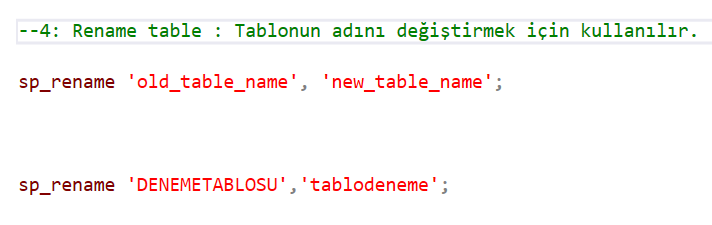 --4: Rename table : Tablonun adını değiştirmek için kullanılır.
sp_rename 'old_table_name', 'new_table_name';
sp_rename 'DENEMETABLOSU','tablodeneme';